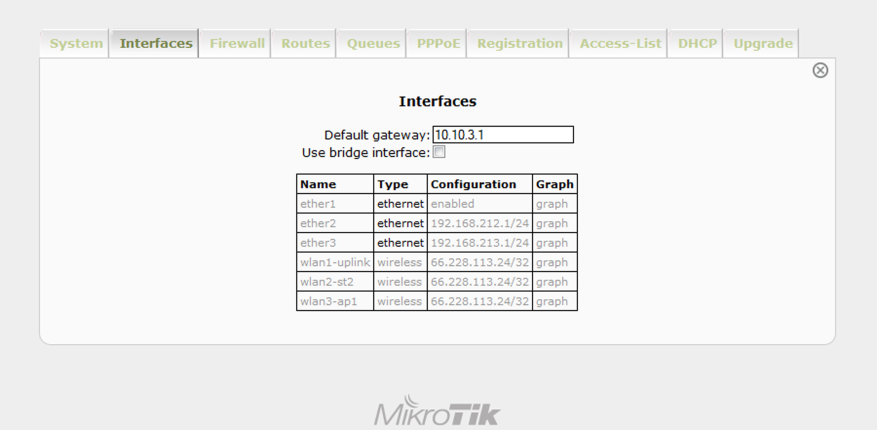 System Interfaces Firewall Routes Queues PPPoE Registration Access-List DHCP Upgrade
Interfaces
Default gateway: 10.10.3.1
Use bridge interface:
Name Type Configuration Graph
ether1 ethernet enabled graph
ether2 ethernet 192.168.212.1/24 graph
ether3 ethernet 192.168.213.1/24 graph
wlan1-uplink wireless 66.228.113.24/32 graph
wlan2-st2 wireless 66.228.113.24/32 graph
wlan3-ap1 wireless 66.228.113.24/32 graph
MikroTik